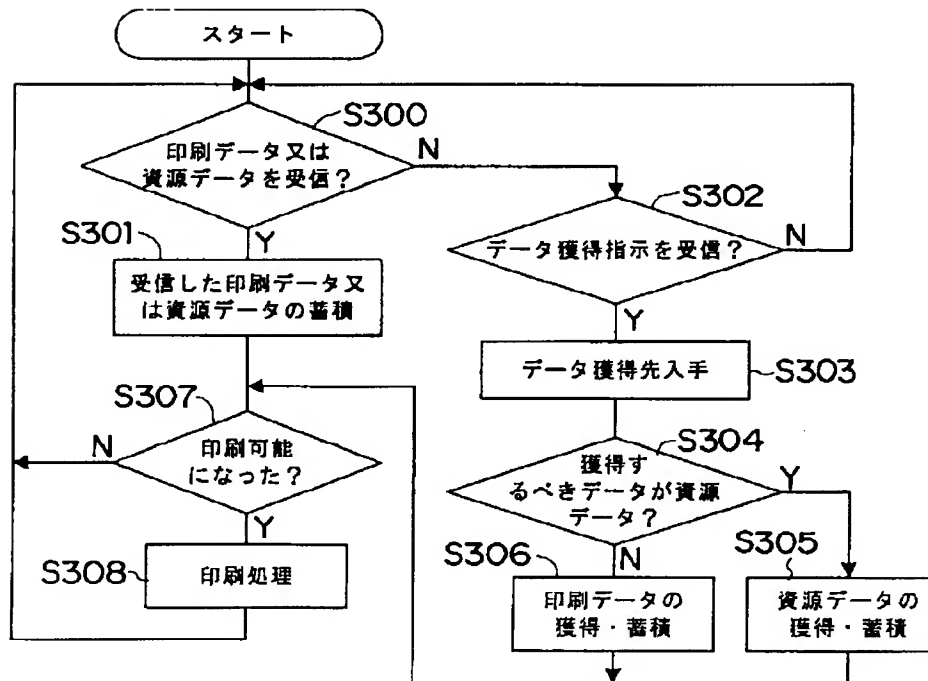 スタート
S300
印刷データ又は
資源データを受信？
N
Y
S302
データ獲得指示を受信？
N
Y
S301
受信した印刷データ又
は資源データの蓄積
データ獲得先入手
S303
S307
印刷可能
になった？
N
Y
S304
獲得す
るべきデータが資源
データ？
Y
N
S308
印刷処理
S306
印刷データの
獲得・蓄積
S305
資源データの
獲得・蓄積